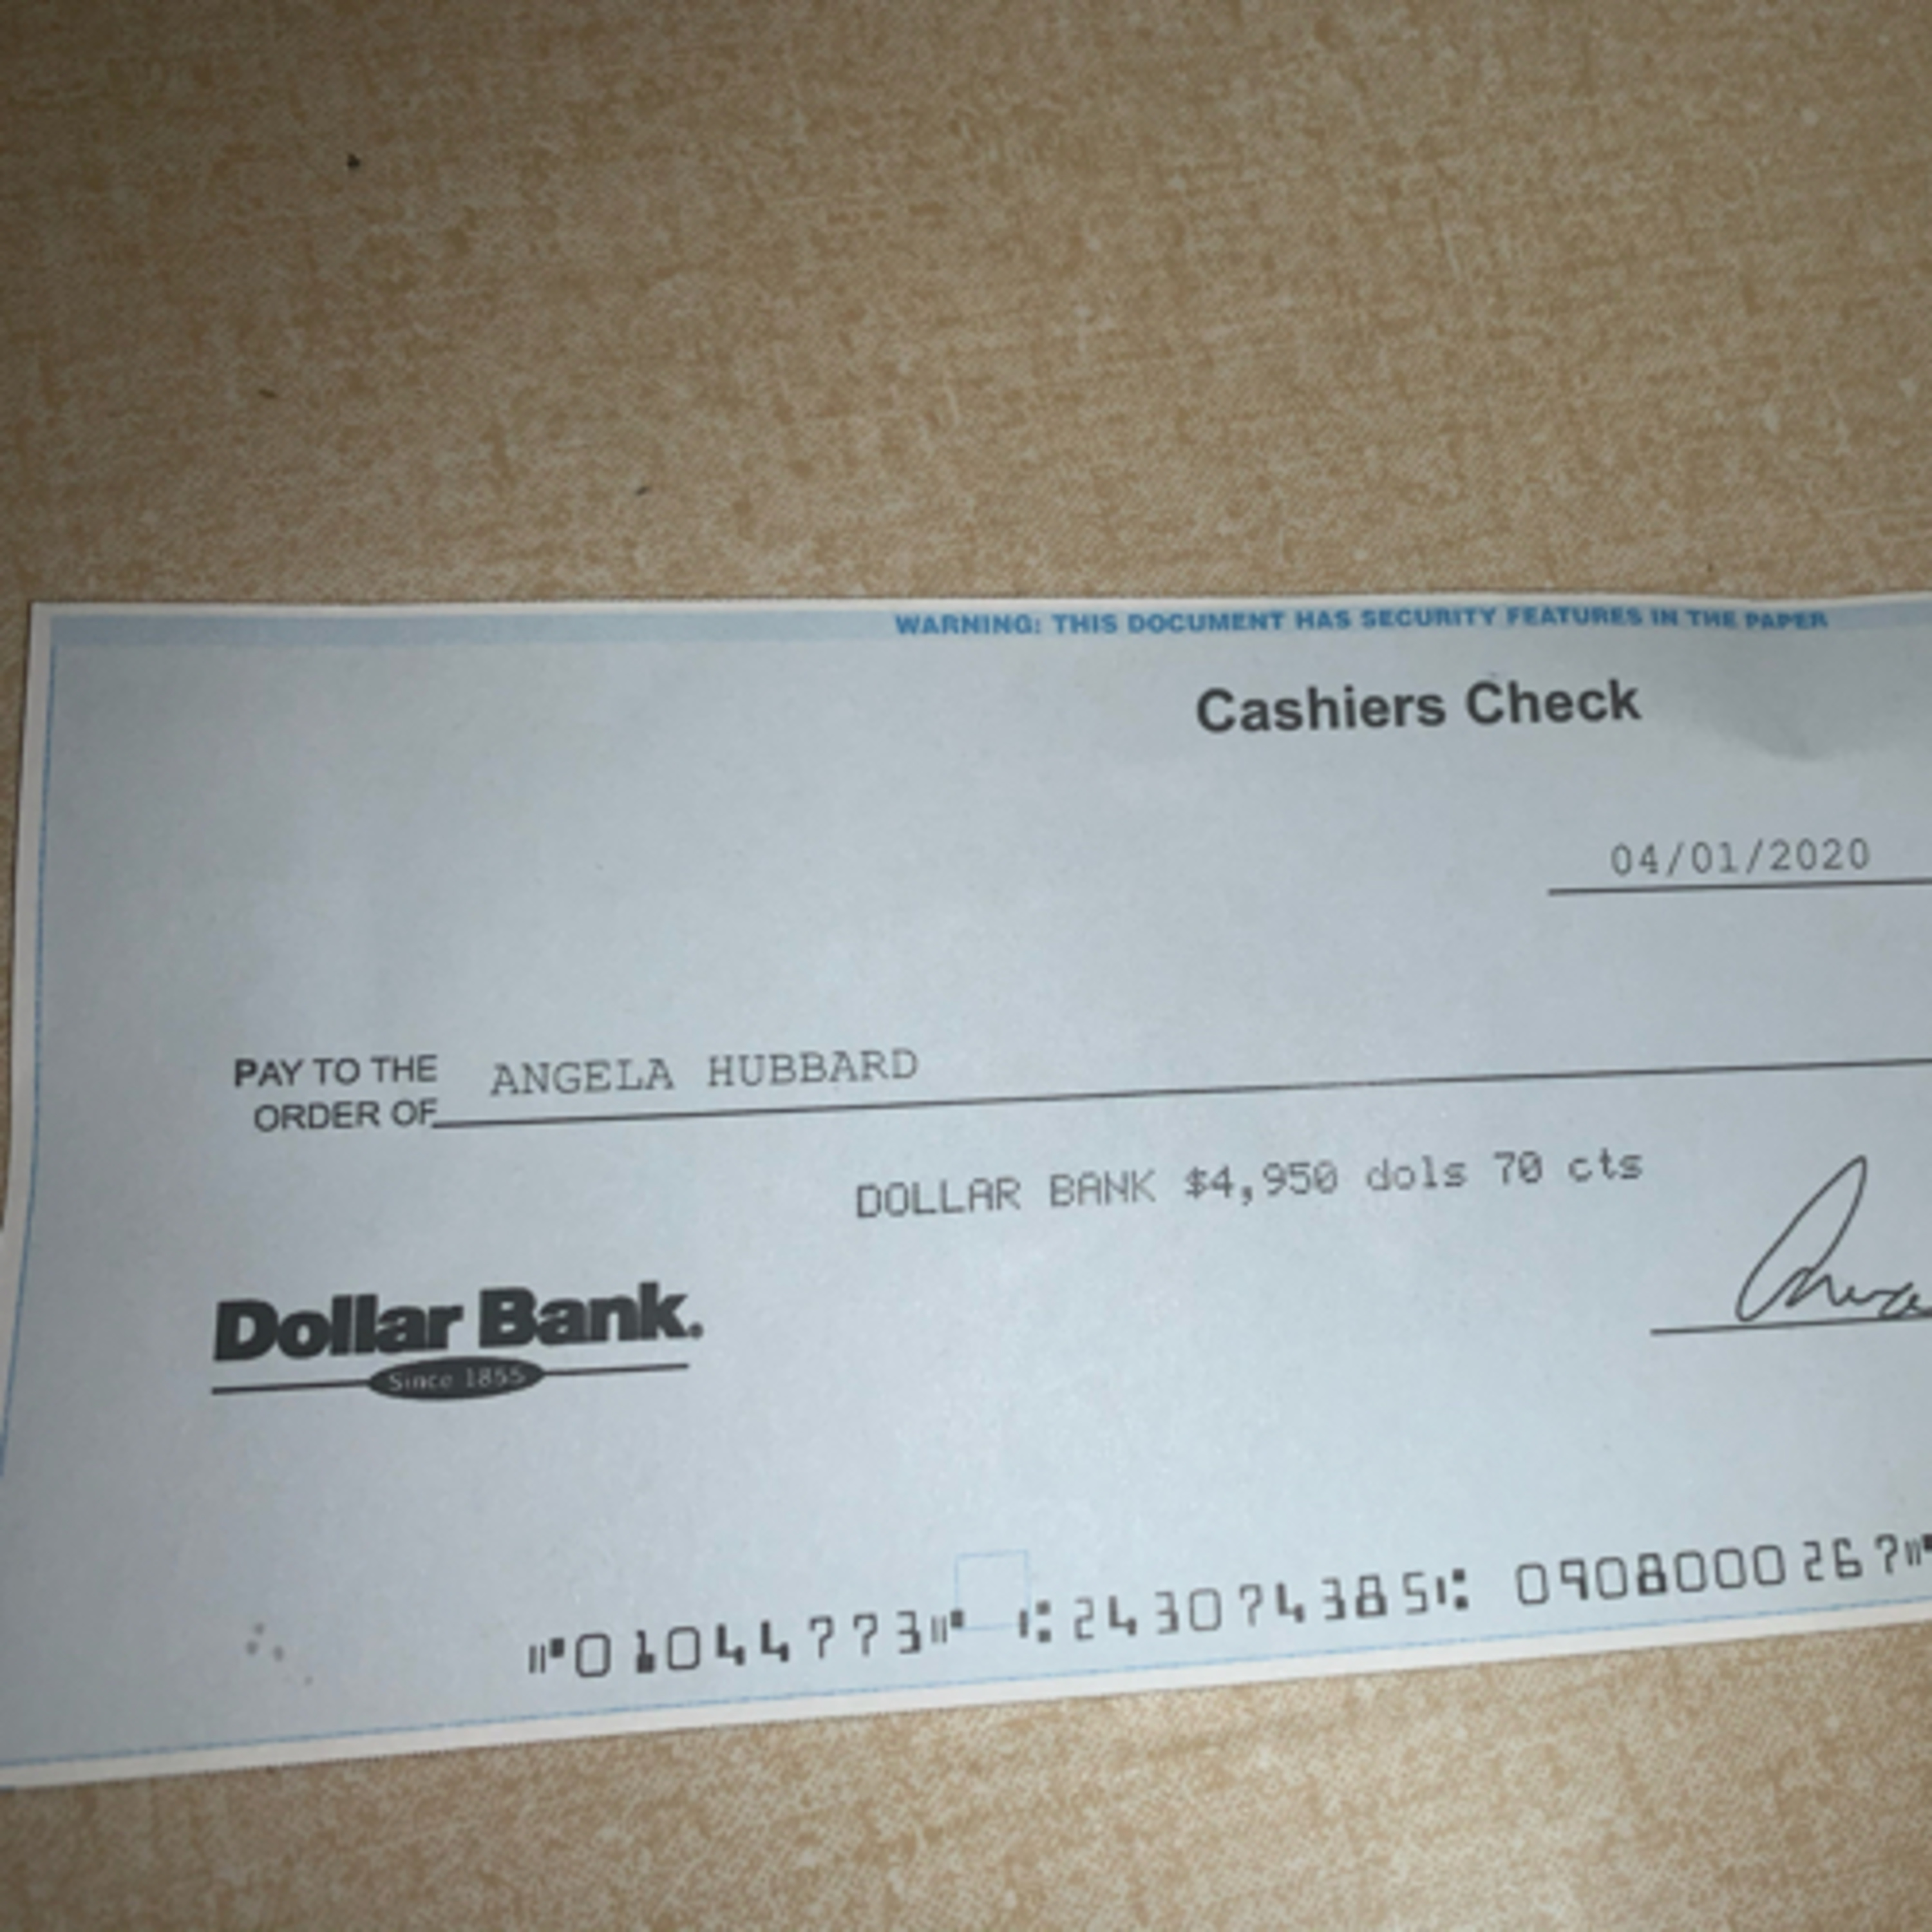 WARNING: THIS DOCUMENT HAS SECURITY FEATURES IN THE PAPER
Cashiers Check
04/01/2020
PAY TO THE
ORDER OF ANGELA HUBBARD
DOLLAR BANK $4,950 dols 70 cts
Dollar Bank.
Since 1855
⑈01044773⑈ ⑆243074385⑆ 0908000267⑈